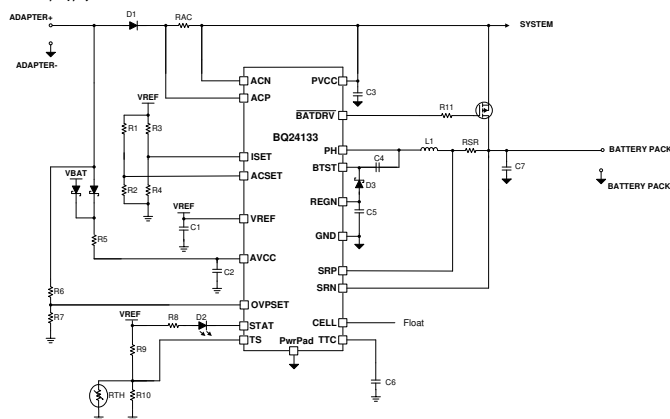 ADAPTER+
D1
RAC
SYSTEM
ADAPTER-
ACN
PVCC
C3
VREF
ACP
BATDRV
R11
R1
R3
BQ24133
PH
L1
RSR
BATTERY PACK
ISET
BTST
C4
C7
VBAT
ACSET
D3
R2
R4
REGN
BATTERY PACK
VREF
C5
VREF
GND
C1
R5
AVCC
SRP
C2
SRN
R6
OVPSET
VREF
R8
D2
CELL
Float
R7
STAT
PwrPad
TTC
R9
TS
RTH
R10
C6